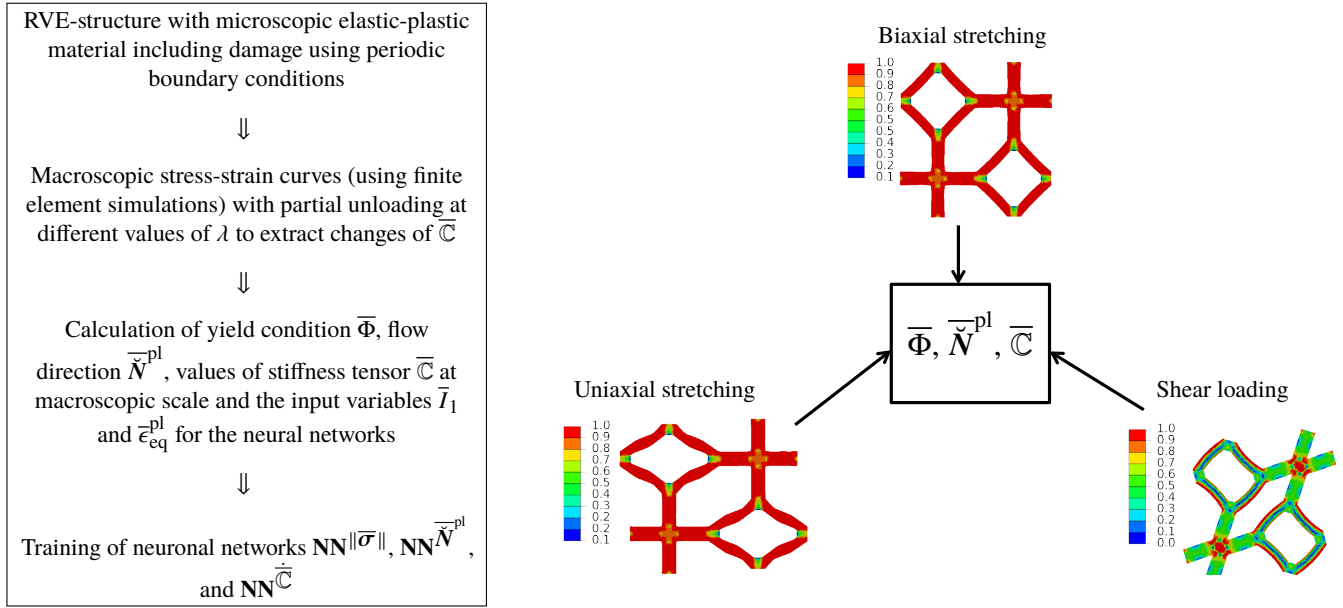 RVE-structure with microscopic elastic-plastic
material including damage using periodic
boundary conditions
⇓
Macroscopic stress-strain curves (using finite
element simulations) with partial unloading at
different values of λ to extract changes of ℂ̅
⇓
Calculation of yield condition Φ̅, flow
direction N̆̅^pl, values of stiffness tensor ℂ̅ at
macroscopic scale and the input variables I̅₁
and ϵ̅_eq^pl for the neural networks
⇓
Training of neuronal networks NN^‖σ̅‖, NN^N̆̅^pl,
and NN^ℂ̅̇
Biaxial stretching
1.0
0.9
0.8
0.7
0.6
0.5
0.4
0.3
0.2
0.1
Φ̅, N̆̅^pl, ℂ̅
Uniaxial stretching
1.0
0.9
0.8
0.7
0.6
0.5
0.4
0.3
0.2
0.1
Shear loading
1.0
0.9
0.8
0.7
0.6
0.5
0.4
0.3
0.2
0.1
0.0